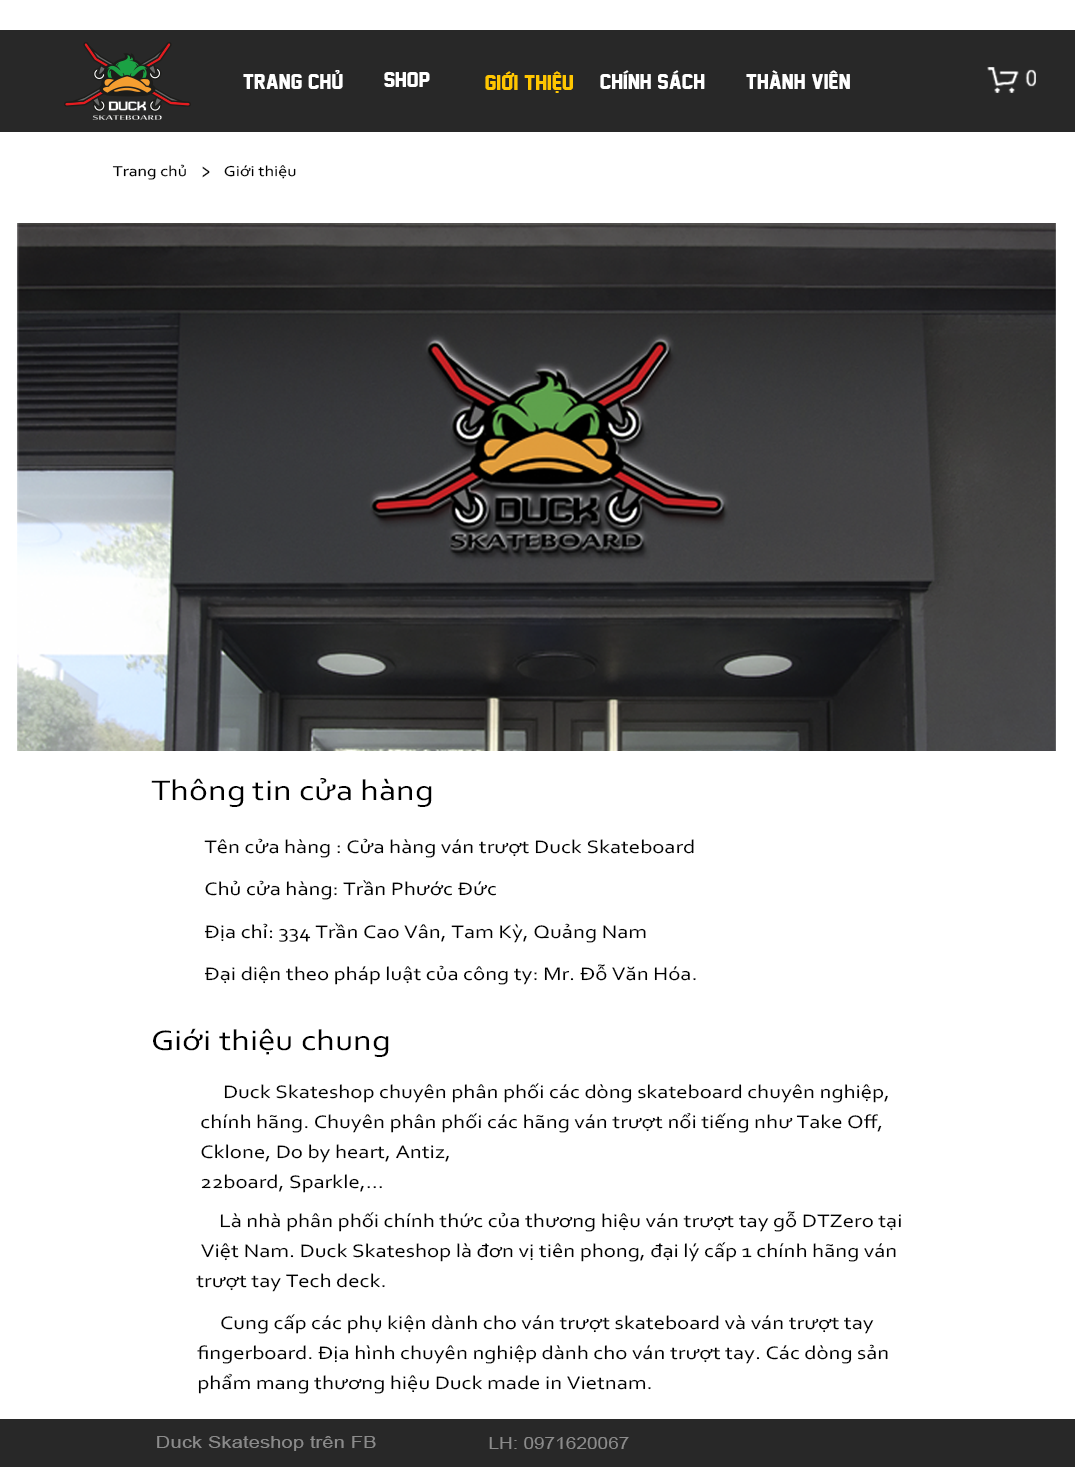 DUCK
SKATEBOARD
TRANG CHỦ
SHOP
GIỚI THIỆU
CHÍNH SÁCH
THÀNH VIÊN
0
Trang chủ > Giới thiệu
DUCK
SKATEBOARD
Thông tin cửa hàng
Tên cửa hàng : Cửa hàng ván trượt Duck Skateboard
Chủ cửa hàng: Trần Phước Đức
Địa chỉ: 334 Trần Cao Vân, Tam Kỳ, Quảng Nam
Đại diện theo pháp luật của công ty: Mr. Đỗ Văn Hóa.
Giới thiệu chung
Duck Skateshop chuyên phân phối các dòng skateboard chuyên nghiệp,
chính hãng. Chuyên phân phối các hãng ván trượt nổi tiếng như Take Off,
Cklone, Do by heart, Antiz,
22board, Sparkle,...
Là nhà phân phối chính thức của thương hiệu ván trượt tay gỗ DTZero tại
Việt Nam. Duck Skateshop là đơn vị tiên phong, đại lý cấp 1 chính hãng ván
trượt tay Tech deck.
Cung cấp các phụ kiện dành cho ván trượt skateboard và ván trượt tay
fingerboard. Địa hình chuyên nghiệp dành cho ván trượt tay. Các dòng sản
phẩm mang thương hiệu Duck made in Vietnam.
Duck Skateshop trên FB
LH: 0971620067